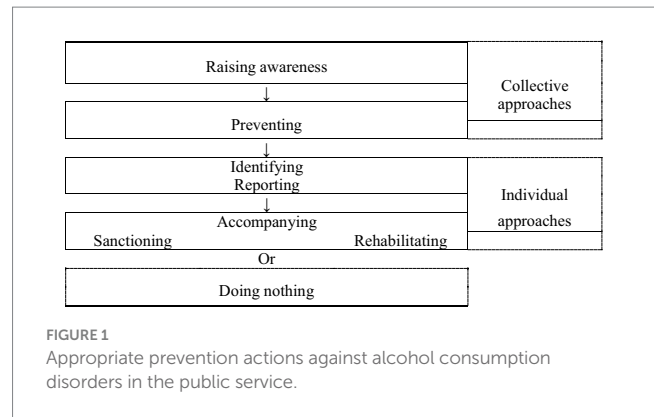 Raising awareness
↓
Collective
approaches
Preventing
↓
Identifying
Reporting
↓
Individual
approaches
Accompanying
Sanctioning Rehabilitating
Or
Doing nothing
FIGURE 1
Appropriate prevention actions against alcohol consumption
disorders in the public service.